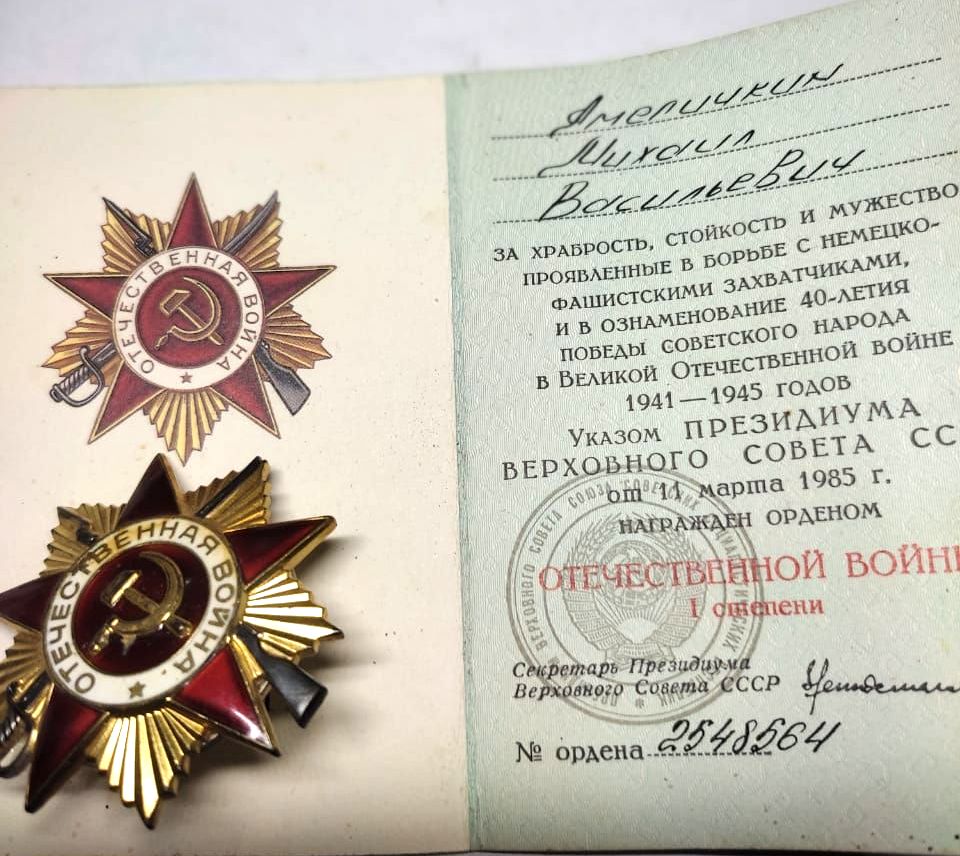 ОТЕЧЕСТВЕННАЯ ВОЙНА
ОТЕЧЕСТВЕННАЯ ВОЙНА
Америчкин
Михаил
Васильевич
ЗА ХРАБРОСТЬ, СТОЙКОСТЬ И МУЖЕСТВО
ПРОЯВЛЕННЫЕ В БОРЬБЕ С НЕМЕЦКО-
ФАШИСТСКИМИ ЗАХВАТЧИКАМИ,
И В ОЗНАМЕНОВАНИЕ 40-ЛЕТИЯ
ПОБЕДЫ СОВЕТСКОГО НАРОДА
В ВЕЛИКОЙ ОТЕЧЕСТВЕННОЙ ВОЙНЕ
1941—1945 ГОДОВ
УКАЗОМ ПРЕЗИДИУМА
ВЕРХОВНОГО СОВЕТА СС
от 11 марта 1985 г.
НАГРАЖДЕН ОРДЕНОМ
ОТЕЧЕСТВЕННОЙ ВОЙН
I степени
Секретарь Президиума
Верховного Совета СССР
№ ордена 2548564